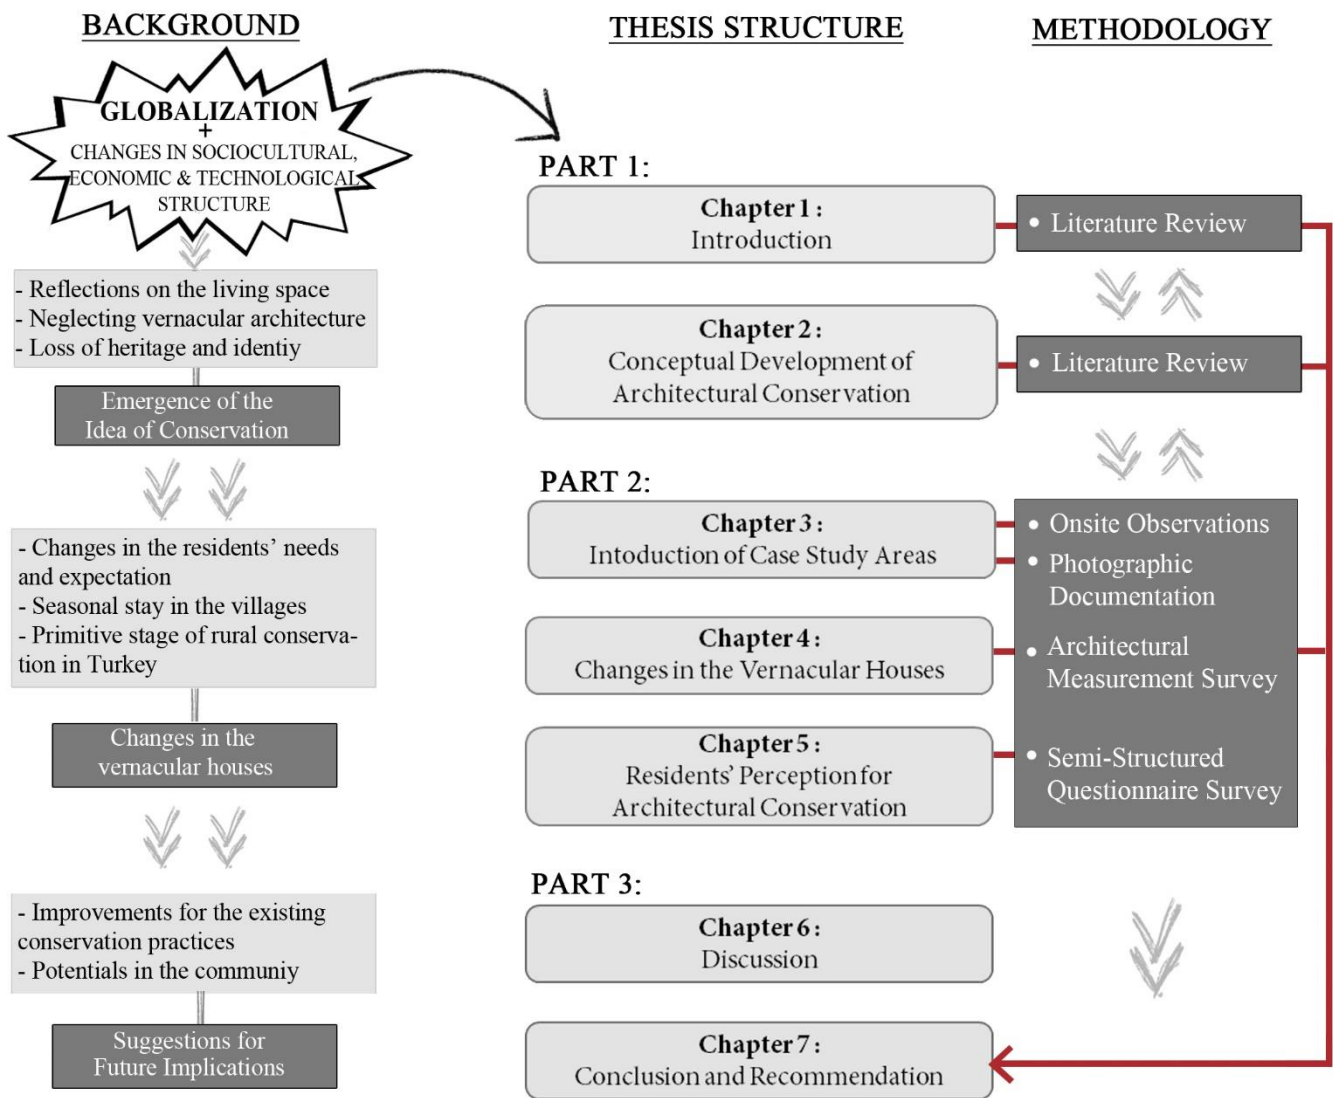 BACKGROUND
GLOBALIZATION
+
CHANGES IN SOCIOCULTURAL,
ECONOMIC & TECHNOLOGICAL
STRUCTURE
- Reflections on the living space
- Neglecting vernacular architecture
- Loss of heritage and identiy
Emergence of the
Idea of Conservation
- Changes in the residents' needs
and expectation
- Seasonal stay in the villages
- Primitive stage of rural conserva-
tion in Turkey
Changes in the
vernacular houses
- Improvements for the existing
conservation practices
- Potentials in the communiy
Suggestions for
Future Implications
THESIS STRUCTURE
PART 1:
Chapter 1 :
Introduction
Chapter 2 :
Conceptual Development of
Architectural Conservation
PART 2:
Chapter 3 :
Intoduction of Case Study Areas
Chapter 4 :
Changes in the Vernacular Houses
Chapter 5 :
Residents' Perception for
Architectural Conservation
PART 3:
Chapter 6 :
Discussion
Chapter 7 :
Conclusion and Recommendation
METHODOLOGY
• Literature Review
• Literature Review
• Onsite Observations
• Photographic
Documentation
• Architectural
Measurement Survey
• Semi-Structured
Questionnaire Survey